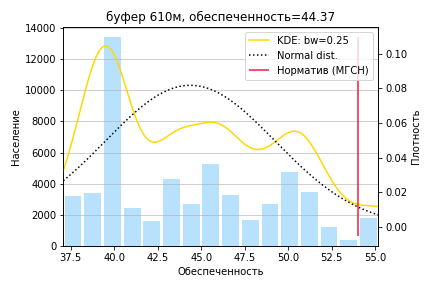 буфер 610м, обеспеченность=44.37
KDE: bw=0.25
Normal dist.
Норматив (МГСН)
14000
12000
10000
8000
6000
4000
2000
0
Население
0.10
0.08
0.06
0.04
0.02
0.00
Плотность
37.5 40.0 42.5 45.0 47.5 50.0 52.5 55.0
Обеспеченность